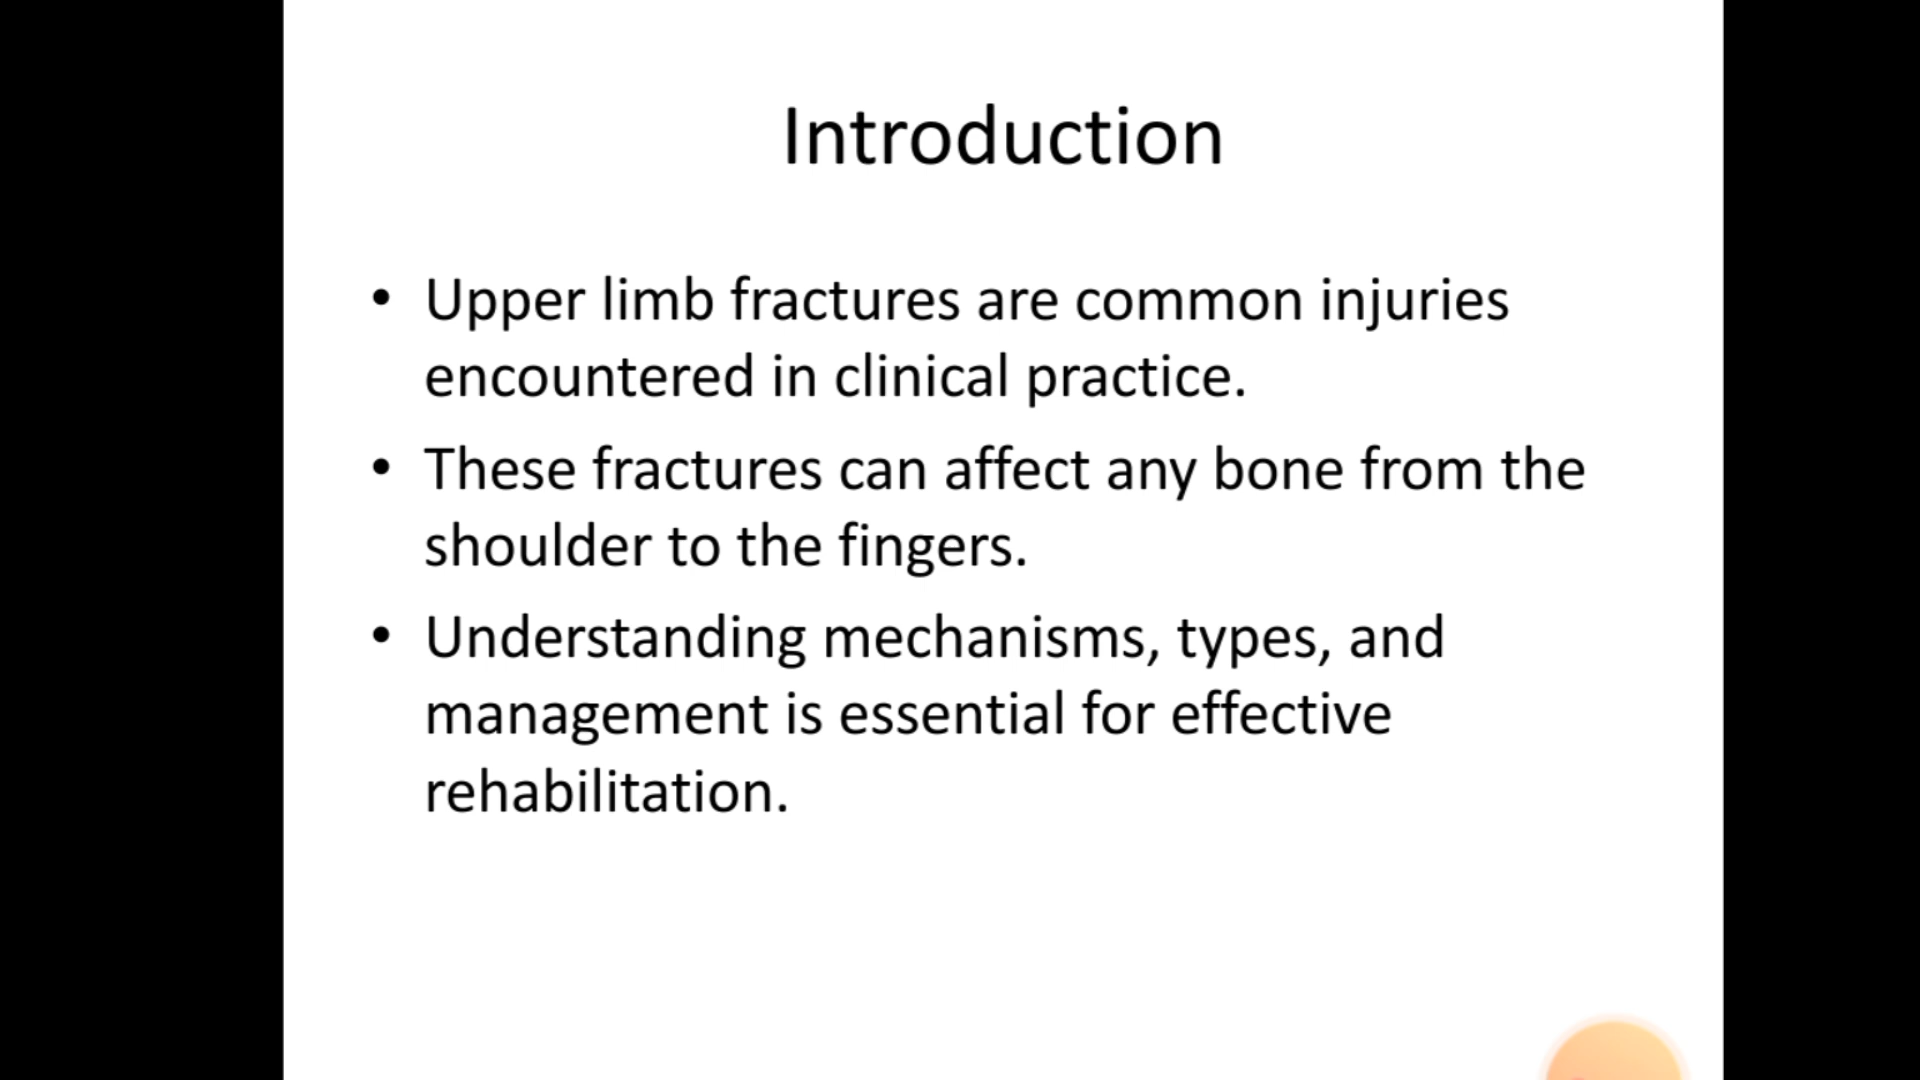 Introduction
• Upper limb fractures are common injuries
encountered in clinical practice.
• These fractures can affect any bone from the
shoulder to the fingers.
• Understanding mechanisms, types, and
management is essential for effective
rehabilitation.